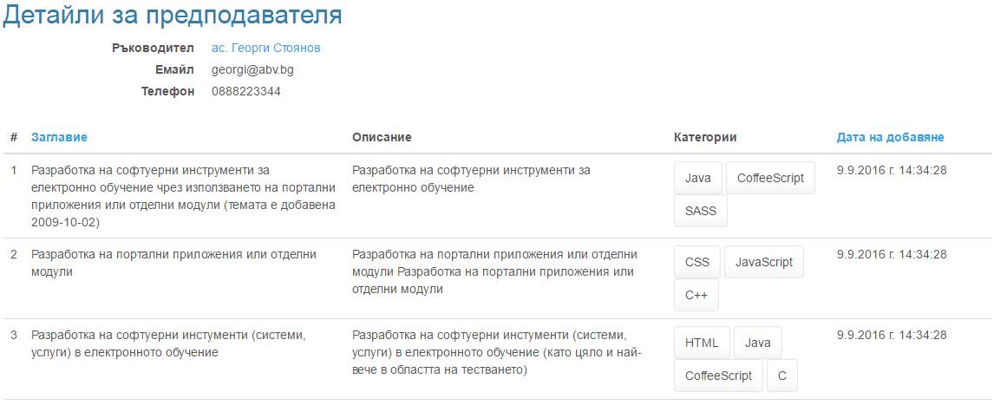 Детайли за преподавателя
Ръководител ас. Георги Стоянов
Емайл georgi@abv.bg
Телефон 0888223344
# Заглавие Описание Категории Дата на добавяне
1 Разработка на софтуерни инструменти за Разработка на софтуерни инструменти за Java CoffeeScript 9.9.2016 г. 14:34:28
електронно обучение чрез използването на портални електронно обучение
приложения или отделни модули (темата е добавена SASS
2009-10-02)
2 Разработка на портални приложения или отделни Разработка на портални приложения или отделни CSS JavaScript 9.9.2016 г. 14:34:28
модули модули Разработка на портални приложения или
отделни модули C++
3 Разработка на софтуерни инстументи (системи, Разработка на софтуерни инстументи (системи, HTML Java 9.9.2016 г. 14:34:28
услуги) в електронното обучение услуги) в електронното обучение (като цяло и най-
вече в областта на тестването) CoffeeScript C